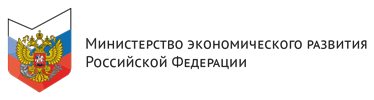 Министерство экономического развития
Российской Федерации